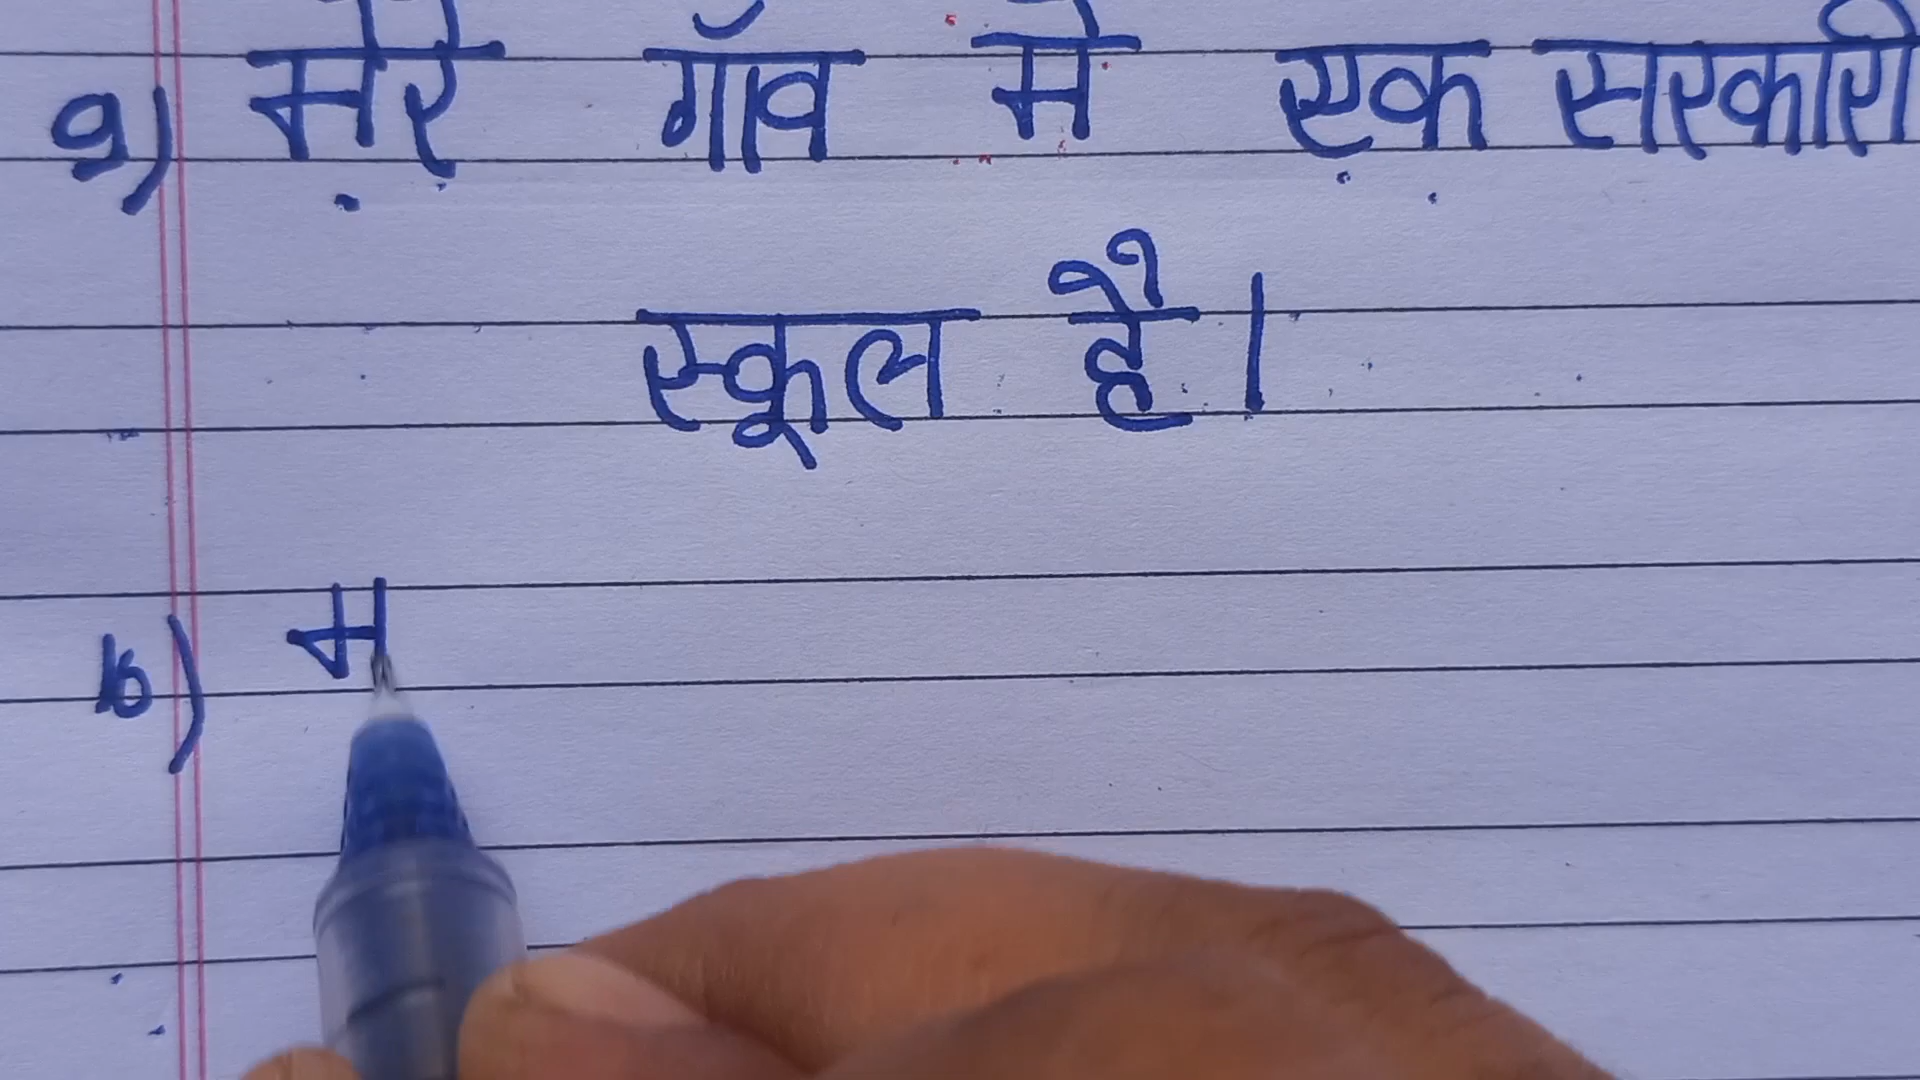 a) मेरे गाँव में एक सरकारी
स्कूल है।
b) म